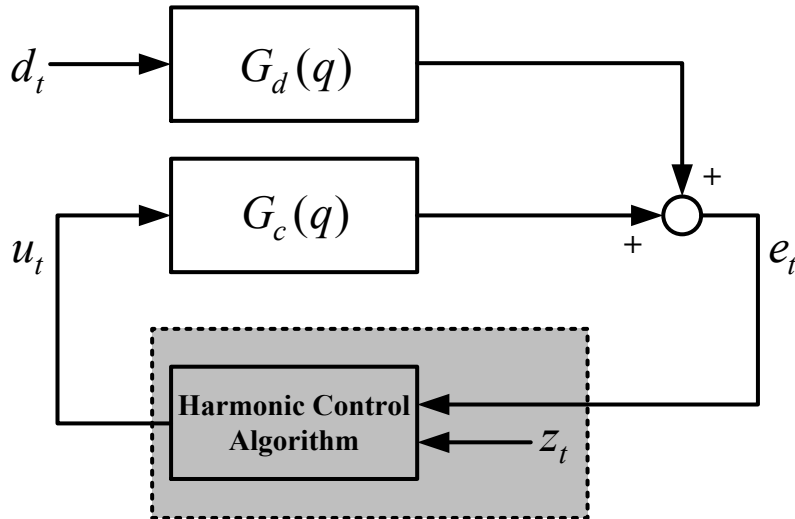 d_t
G_d(q)
+
G_c(q)
+
u_t
e_t
Harmonic Control
Algorithm
z_t